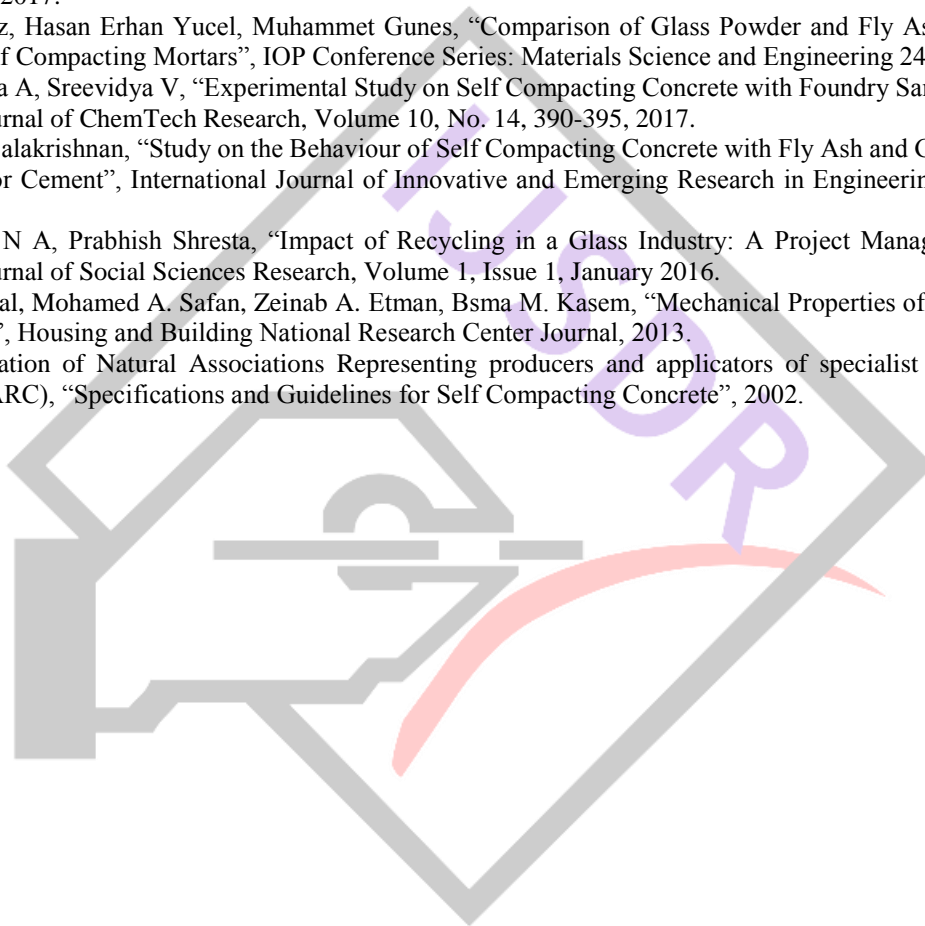 2017.
z, Hasan Erhan Yucel, Muhammet Gunes, “Comparison of Glass Powder and Fly As
f Compacting Mortars”, IOP Conference Series: Materials Science and Engineering 24
a A, Sreevidya V, “Experimental Study on Self Compacting Concrete with Foundry San
urnal of ChemTech Research, Volume 10, No. 14, 390-395, 2017.
alakrishnan, “Study on the Behaviour of Self Compacting Concrete with Fly Ash and G
or Cement”, International Journal of Innovative and Emerging Research in Engineerin
N A, Prabhish Shresta, “Impact of Recycling in a Glass Industry: A Project Manag
urnal of Social Sciences Research, Volume 1, Issue 1, January 2016.
al, Mohamed A. Safan, Zeinab A. Etman, Bsma M. Kasem, “Mechanical Properties of
”, Housing and Building National Research Center Journal, 2013.
ation of Natural Associations Representing producers and applicators of specialist
ARC), “Specifications and Guidelines for Self Compacting Concrete”, 2002.
IJSDR